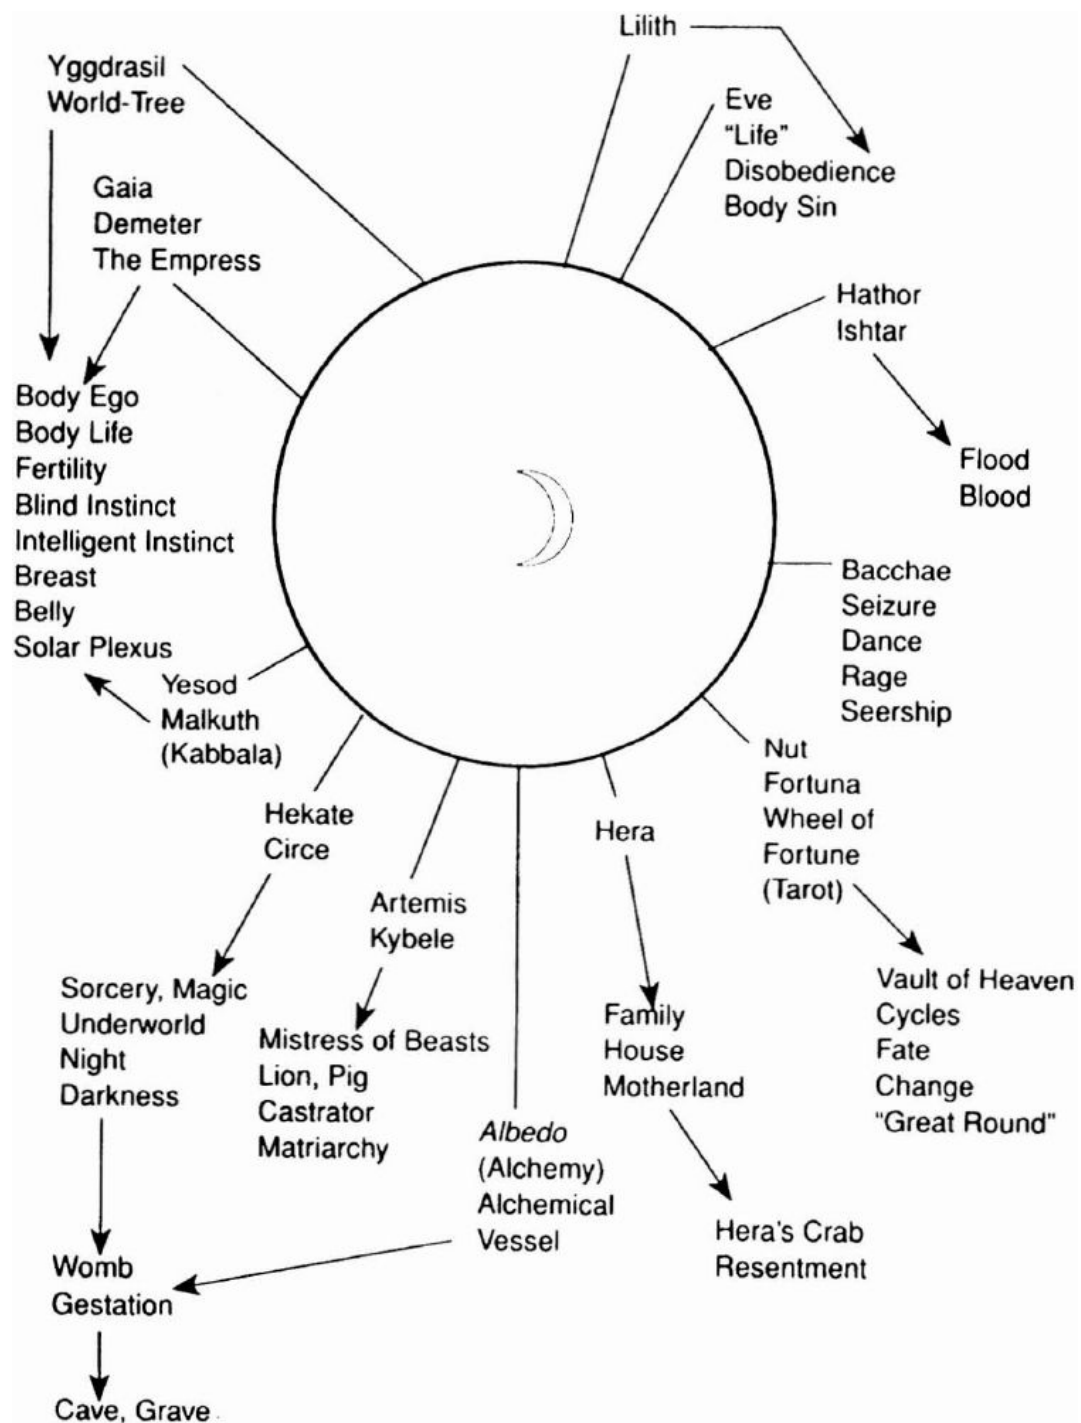 Lilith
Yggdrasil
World-Tree
Eve
“Life”
Disobedience
Body Sin
Gaia
Demeter
The Empress
Hathor
Ishtar
Body Ego
Body Life
Fertility
Blind Instinct
Intelligent Instinct
Breast
Belly
Solar Plexus
Flood
Blood
Bacchae
Seizure
Dance
Rage
Seership
Yesod
Malkuth
(Kabbala)
Nut
Fortuna
Wheel of
Fortune
(Tarot)
Hekate
Circe
Hera
Artemis
Kybele
Sorcery, Magic
Underworld
Night
Darkness
Mistress of Beasts
Lion, Pig
Castrator
Matriarchy
Family
House
Motherland
Vault of Heaven
Cycles
Fate
Change
“Great Round”
Albedo
(Alchemy)
Alchemical
Vessel
Hera’s Crab
Resentment
Womb
Gestation
Cave, Grave